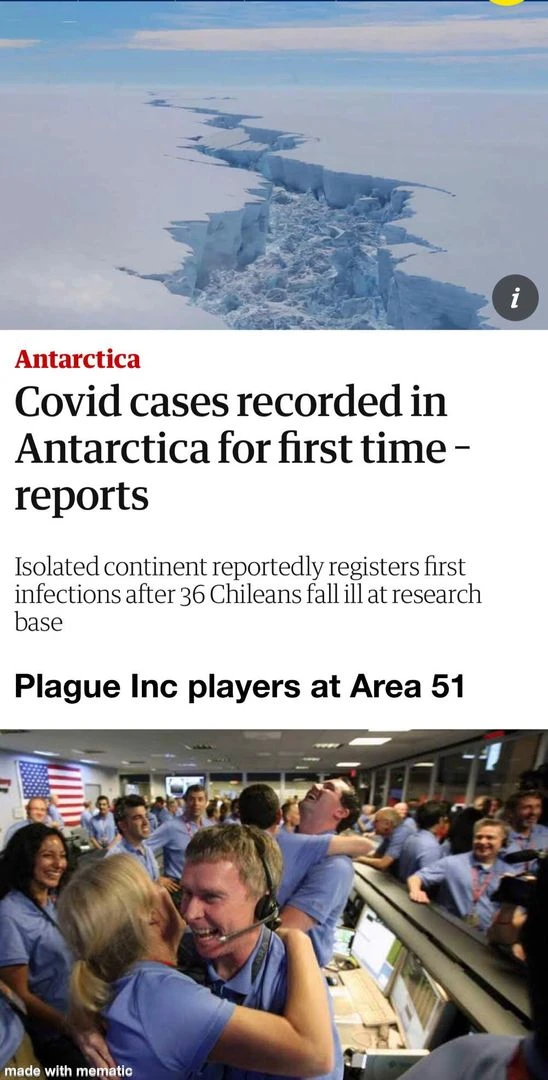 i
Antarctica
Covid cases recorded in
Antarctica for first time –
reports
Isolated continent reportedly registers first
infections after 36 Chileans fall ill at research
base
Plague Inc players at Area 51
made with mematic